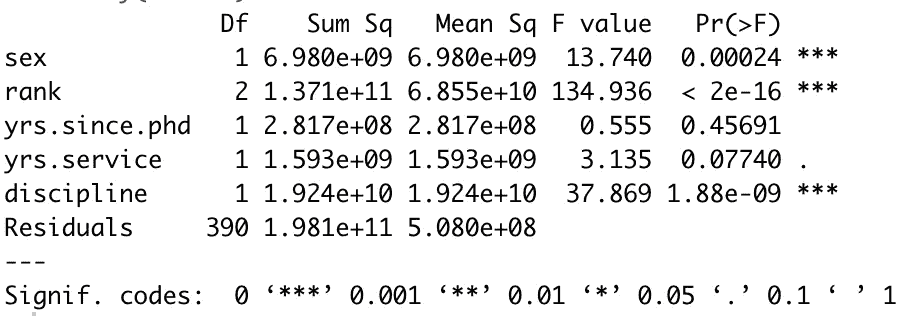 Df Sum Sq Mean Sq F value Pr(>F)
sex 1 6.980e+09 6.980e+09 13.740 0.00024 ***
rank 2 1.371e+11 6.855e+10 134.936 < 2e-16 ***
yrs.since.phd 1 2.817e+08 2.817e+08 0.555 0.45691
yrs.service 1 1.593e+09 1.593e+09 3.135 0.07740 .
discipline 1 1.924e+10 1.924e+10 37.869 1.88e-09 ***
Residuals 390 1.981e+11 5.080e+08
---
Signif. codes: 0 ‘***’ 0.001 ‘**’ 0.01 ‘*’ 0.05 ‘.’ 0.1 ‘ ’ 1